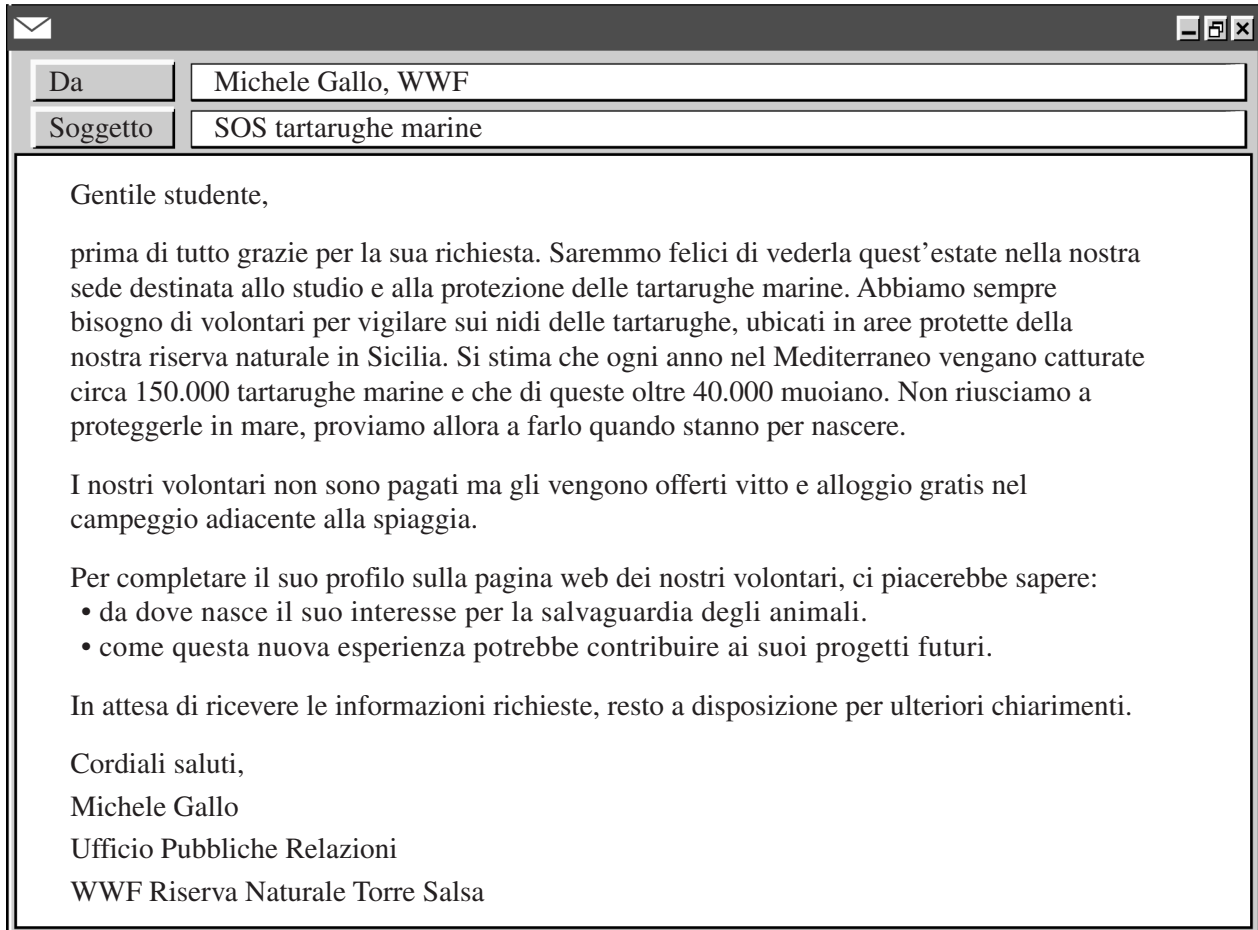 Da Michele Gallo, WWF
Soggetto SOS tartarughe marine
Gentile studente,
prima di tutto grazie per la sua richiesta. Saremmo felici di vederla quest'estate nella nostra
sede destinata allo studio e alla protezione delle tartarughe marine. Abbiamo sempre
bisogno di volontari per vigilare sui nidi delle tartarughe, ubicati in aree protette della
nostra riserva naturale in Sicilia. Si stima che ogni anno nel Mediterraneo vengano catturate
circa 150.000 tartarughe marine e che di queste oltre 40.000 muoiano. Non riusciamo a
proteggerle in mare, proviamo allora a farlo quando stanno per nascere.
I nostri volontari non sono pagati ma gli vengono offerti vitto e alloggio gratis nel
campeggio adiacente alla spiaggia.
Per completare il suo profilo sulla pagina web dei nostri volontari, ci piacerebbe sapere:
• da dove nasce il suo interesse per la salvaguardia degli animali.
• come questa nuova esperienza potrebbe contribuire ai suoi progetti futuri.
In attesa di ricevere le informazioni richieste, resto a disposizione per ulteriori chiarimenti.
Cordiali saluti,
Michele Gallo
Ufficio Pubbliche Relazioni
WWF Riserva Naturale Torre Salsa